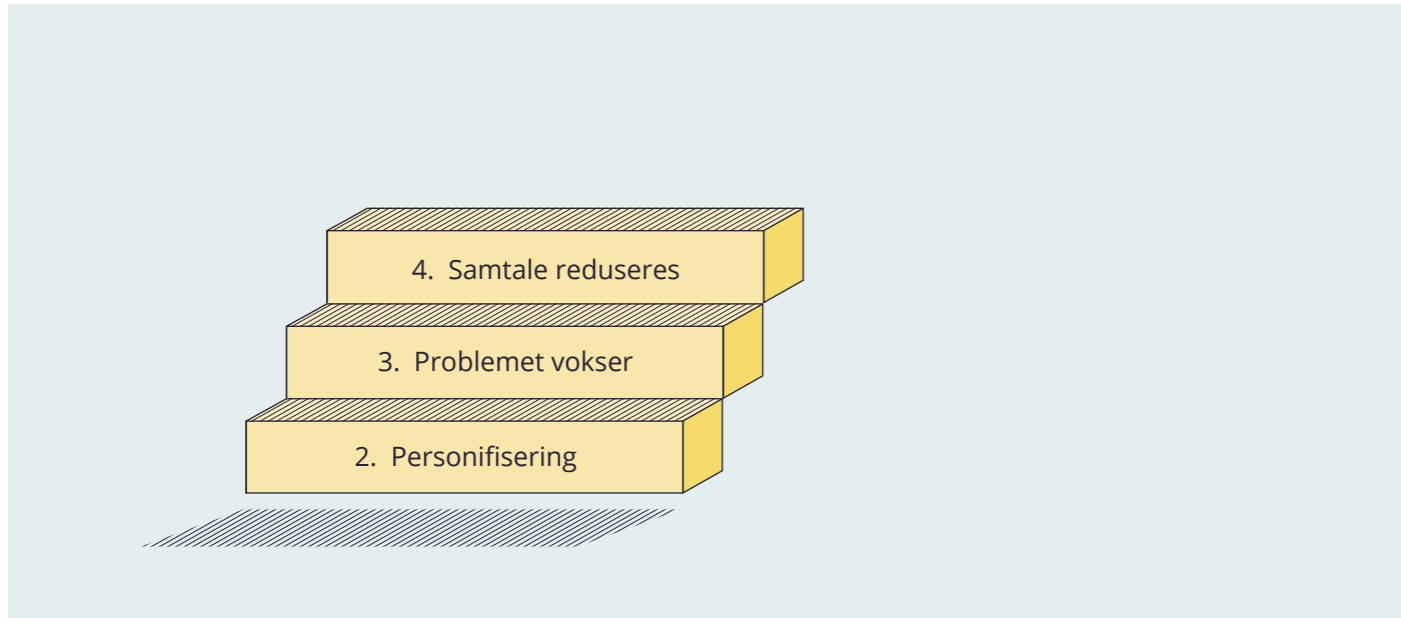 4. Samtale reduseres
3. Problemet vokser
2. Personifisering